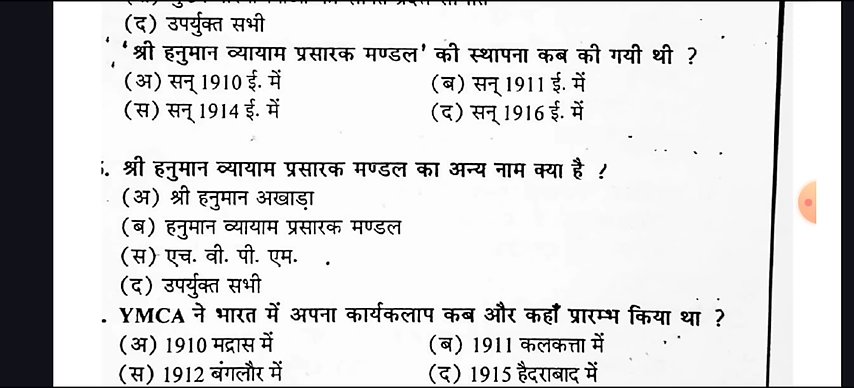 (द) उपर्युक्त सभी
'श्री हनुमान व्यायाम प्रसारक मण्डल' की स्थापना कब की गयी थी ?
(अ) सन् 1910 ई. में (ब) सन् 1911 ई. में
(स) सन् 1914 ई. में (द) सन् 1916 ई. में
श्री हनुमान व्यायाम प्रसारक मण्डल का अन्य नाम क्या है ?
(अ) श्री हनुमान अखाड़ा
(ब) हनुमान व्यायाम प्रसारक मण्डल
(स) एच. वी. पी. एम.
(द) उपर्युक्त सभी
. YMCA ने भारत में अपना कार्यकलाप कब और कहाँ प्रारम्भ किया था ?
(अ) 1910 मद्रास में (ब) 1911 कलकत्ता में
(स) 1912 बंगलौर में (द) 1915 हैदराबाद में